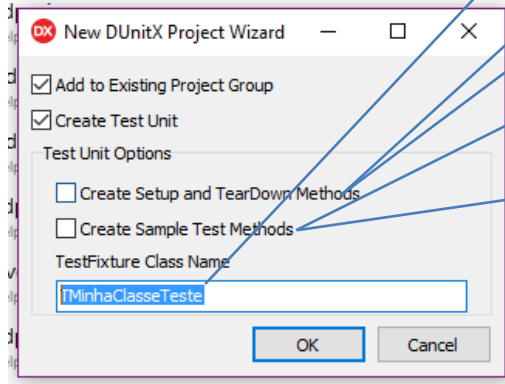 DX New DUnitX Project Wizard
Add to Existing Project Group
Create Test Unit
Test Unit Options
Create Setup and TearDown Methods
Create Sample Test Methods
TestFixture Class Name
TMinhaClasseTeste
OK Cancel